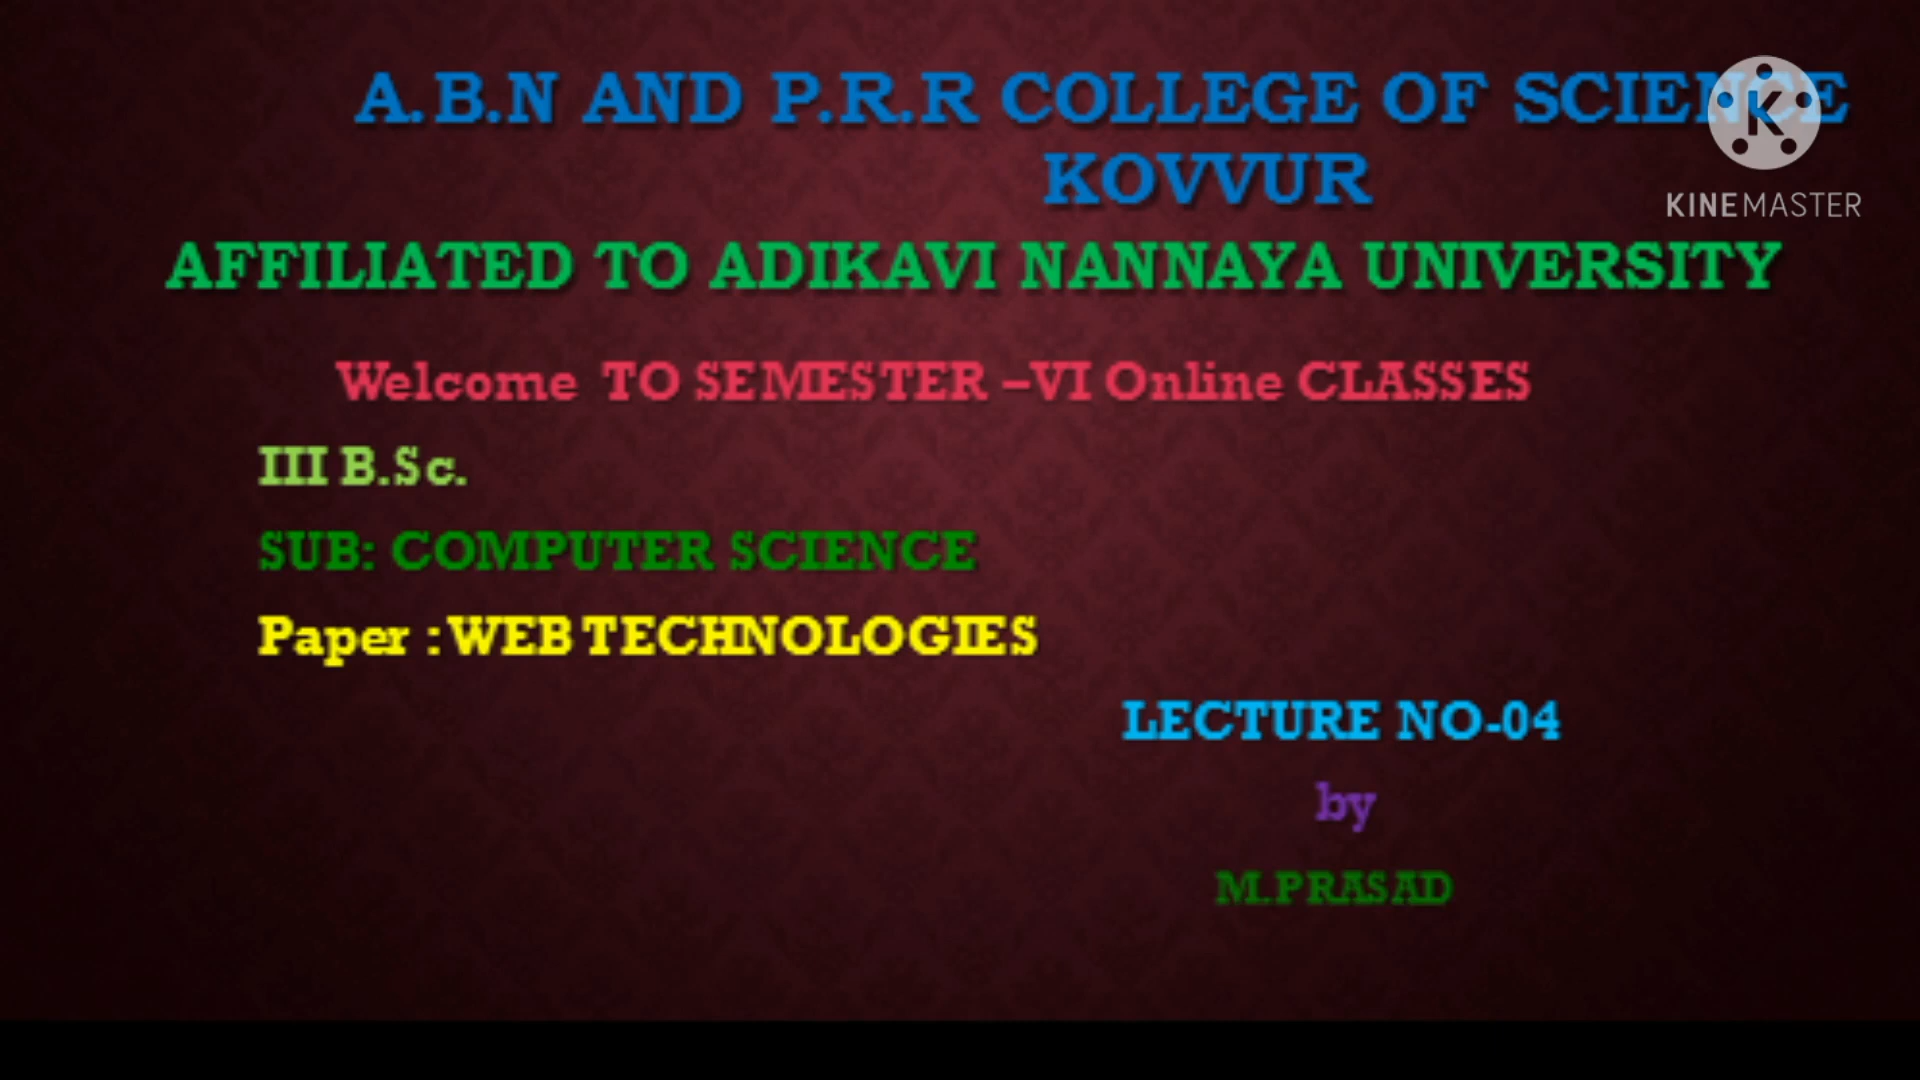 A.B.N AND P.R.R COLLEGE OF SCIENCE
KOVVUR
K
KINEMASTER
AFFILIATED TO ADIKAVI NANNAYA UNIVERSITY
Welcome TO SEMESTER –VI Online CLASSES
III B.Sc.
SUB: COMPUTER SCIENCE
Paper : WEB TECHNOLOGIES
LECTURE NO-04
by
M.PRASAD